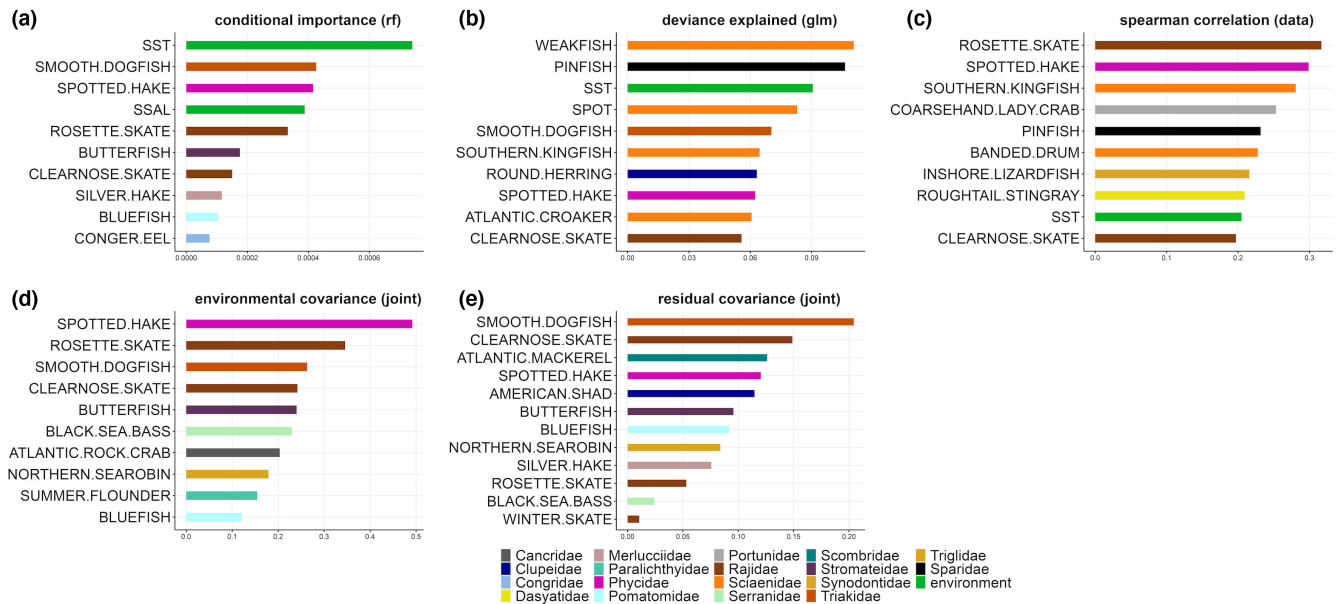 (a) conditional importance (rf)
SST
SMOOTH.DOGFISH
SPOTTED.HAKE
SSAL
ROSETTE.SKATE
BUTTERFISH
CLEARNOSE.SKATE
SILVER.HAKE
BLUEFISH
CONGER.EEL
0.0000 0.0002 0.0004 0.0006
(b) deviance explained (glm)
WEAKFISH
PINFISH
SST
SPOT
SMOOTH.DOGFISH
SOUTHERN.KINGFISH
ROUND.HERRING
SPOTTED.HAKE
ATLANTIC.CROAKER
CLEARNOSE.SKATE
0.00 0.03 0.06 0.09
(c) spearman correlation (data)
ROSETTE.SKATE
SPOTTED.HAKE
SOUTHERN.KINGFISH
COARSEHAND.LADY.CRAB
PINFISH
BANDED.DRUM
INSHORE.LIZARDFISH
ROUGHTAIL.STINGRAY
SST
CLEARNOSE.SKATE
0.0 0.1 0.2 0.3
(d) environmental covariance (joint)
SPOTTED.HAKE
ROSETTE.SKATE
SMOOTH.DOGFISH
CLEARNOSE.SKATE
BUTTERFISH
BLACK.SEA.BASS
ATLANTIC.ROCK.CRAB
NORTHERN.SEAROBIN
SUMMER.FLOUNDER
BLUEFISH
0.0 0.1 0.2 0.3 0.4 0.5
(e) residual covariance (joint)
SMOOTH.DOGFISH
CLEARNOSE.SKATE
ATLANTIC.MACKEREL
SPOTTED.HAKE
AMERICAN.SHAD
BUTTERFISH
BLUEFISH
NORTHERN.SEAROBIN
SILVER.HAKE
ROSETTE.SKATE
BLACK.SEA.BASS
WINTER.SKATE
0.00 0.05 0.10 0.15 0.20
Cancridae Merlucciidae Portunidae Scombridae Triglidae
Clupeidae Paralichthyidae Rajidae Stromateidae Sparidae
Congridae Phycidae Sciaenidae Synodontidae environment
Dasyatidae Pomatomidae Serranidae Triakidae